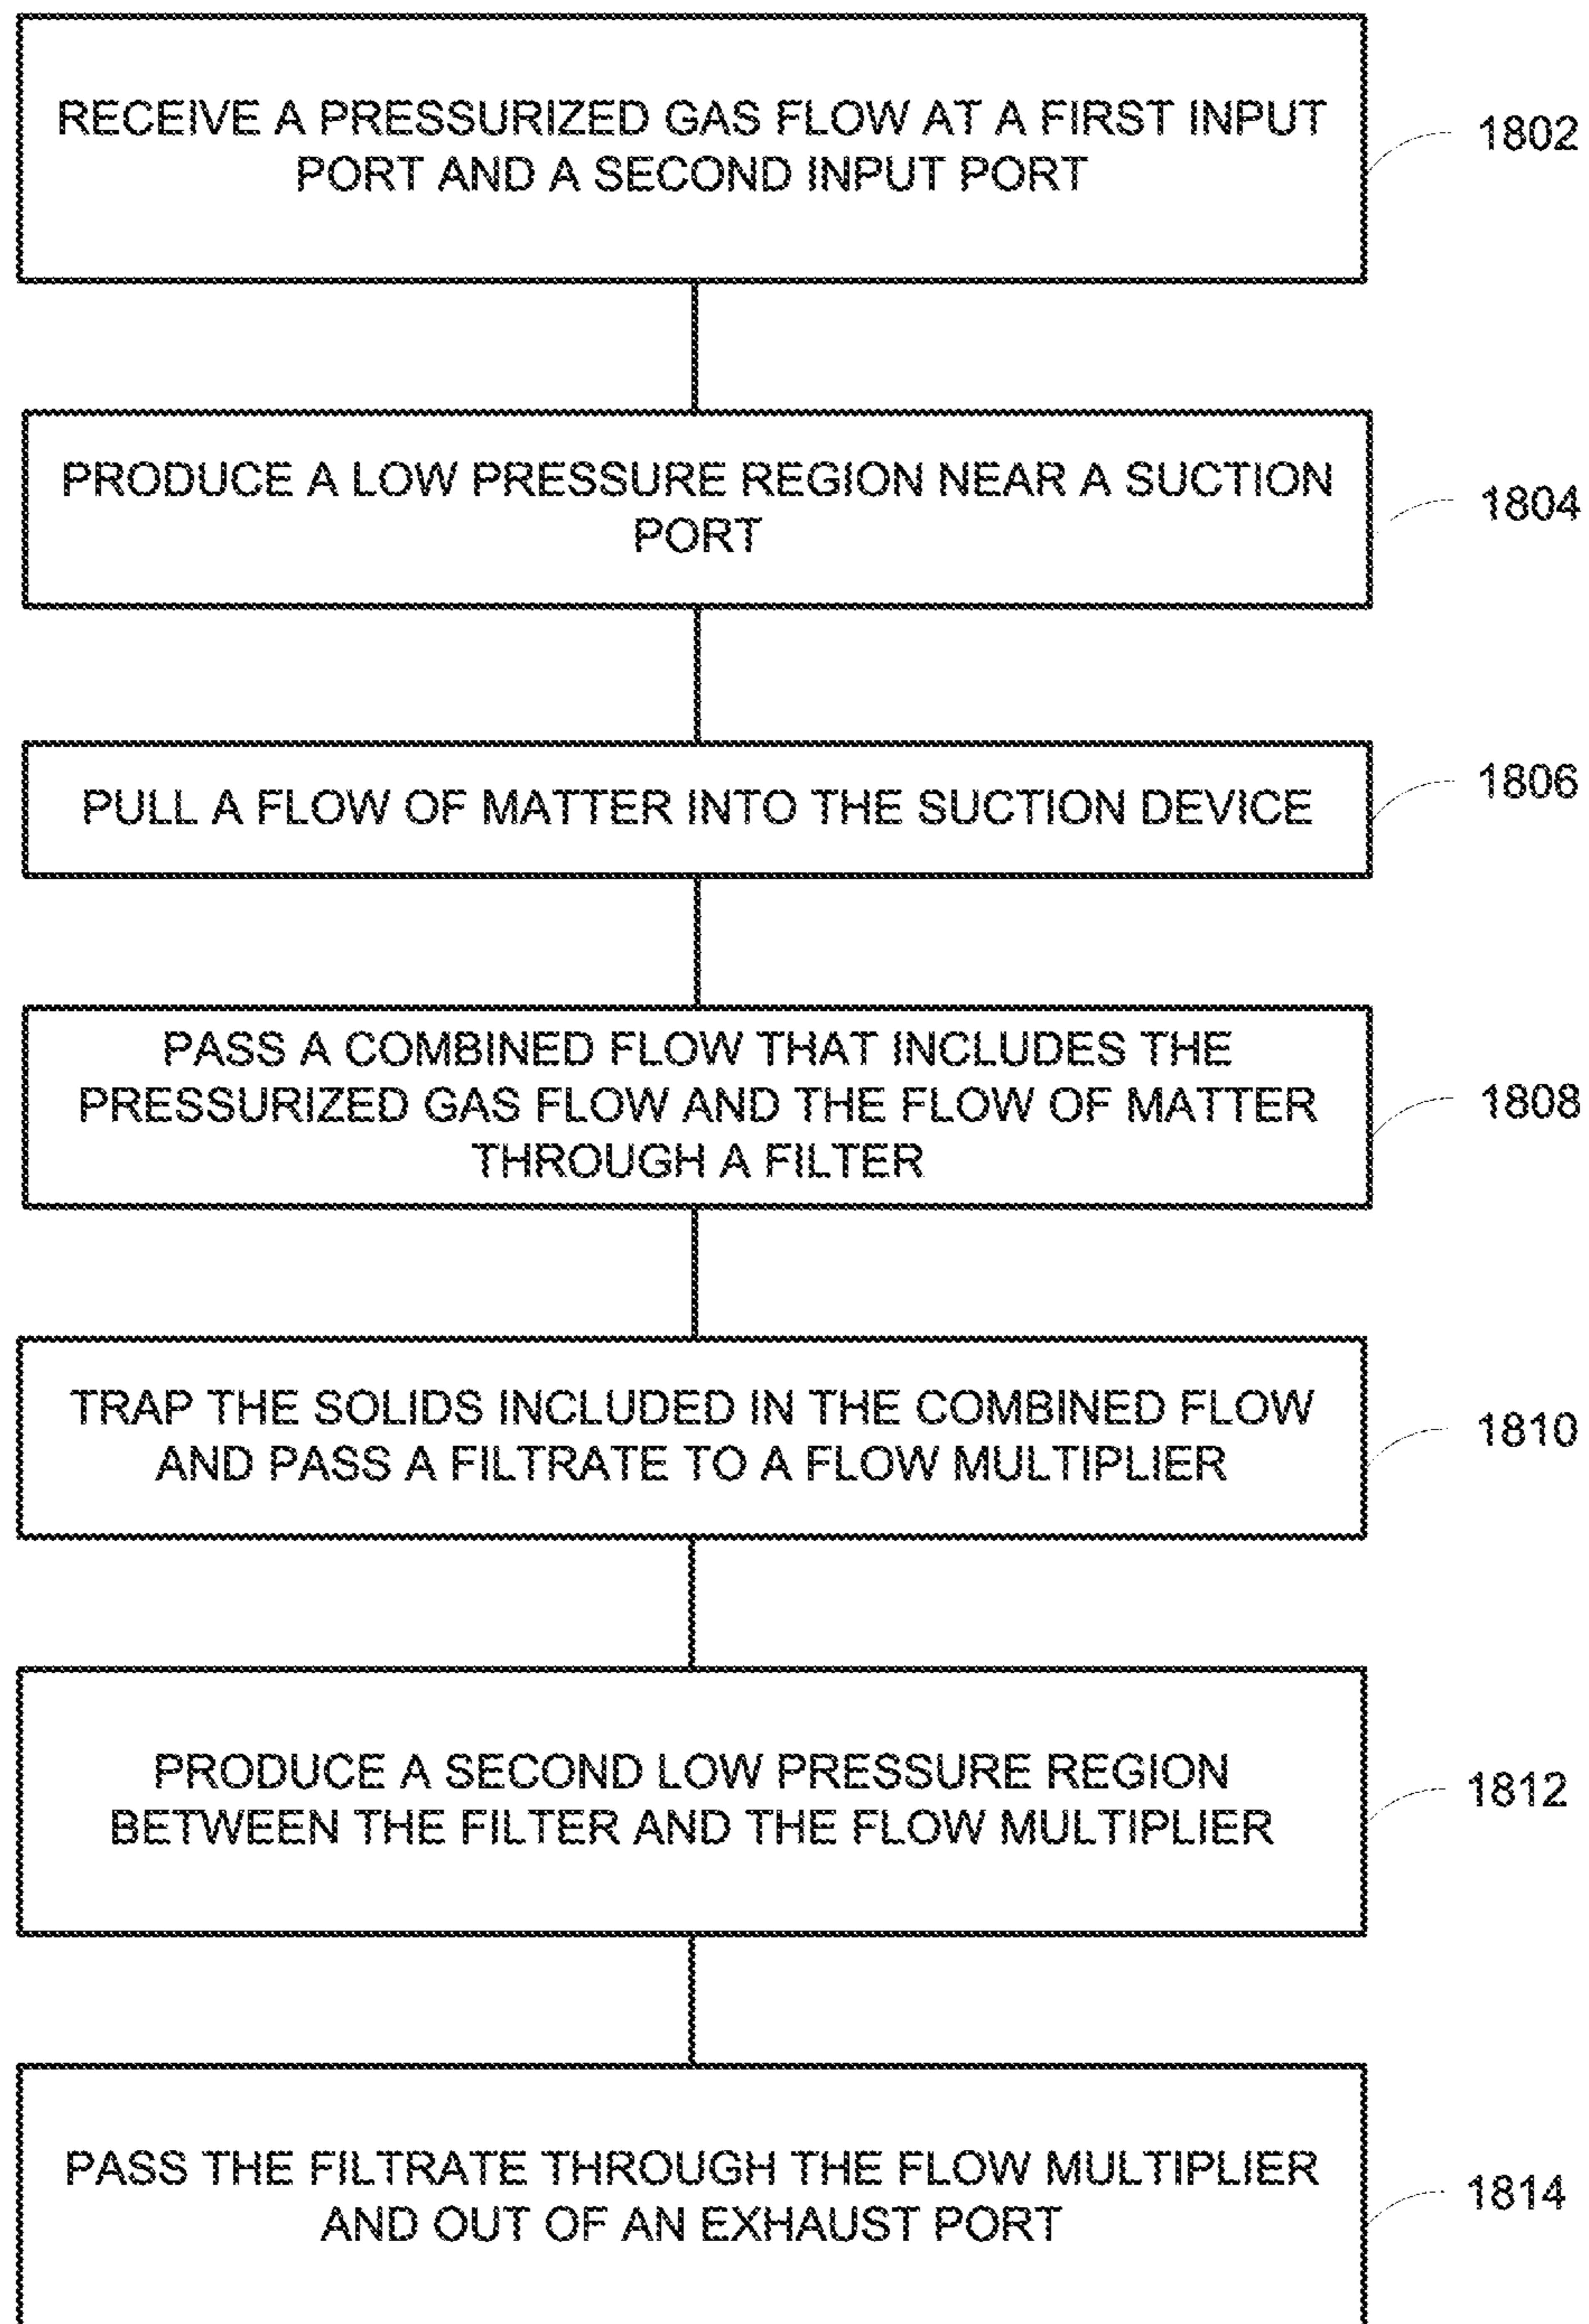 RECEIVE A PRESSURIZED GAS FLOW AT A FIRST INPUT
PORT AND A SECOND INPUT PORT
1802
PRODUCE A LOW PRESSURE REGION NEAR A SUCTION
PORT
1804
PULL A FLOW OF MATTER INTO THE SUCTION DEVICE
1806
PASS A COMBINED FLOW THAT INCLUDES THE
PRESSURIZED GAS FLOW AND THE FLOW OF MATTER
THROUGH A FILTER
1808
TRAP THE SOLIDS INCLUDED IN THE COMBINED FLOW
AND PASS A FILTRATE TO A FLOW MULTIPLIER
1810
PRODUCE A SECOND LOW PRESSURE REGION
BETWEEN THE FILTER AND THE FLOW MULTIPLIER
1812
PASS THE FILTRATE THROUGH THE FLOW MULTIPLIER
AND OUT OF AN EXHAUST PORT
1814